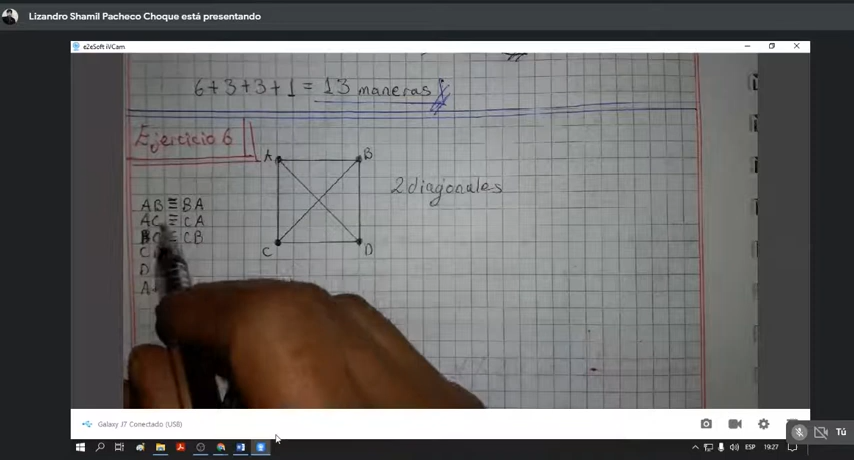 Lizandro Shamil Pacheco Choque está presentando
e2eSoft iVCam
6+3+3+1 = 13 maneras
Ejercicio 6
A
B
C
D
2 diagonales
AB ≡ BA
AC ≡ CA
BC ≡ CB
C
D
A
Galaxy J7 Conectado (USB)
Tú
ESP
19:27